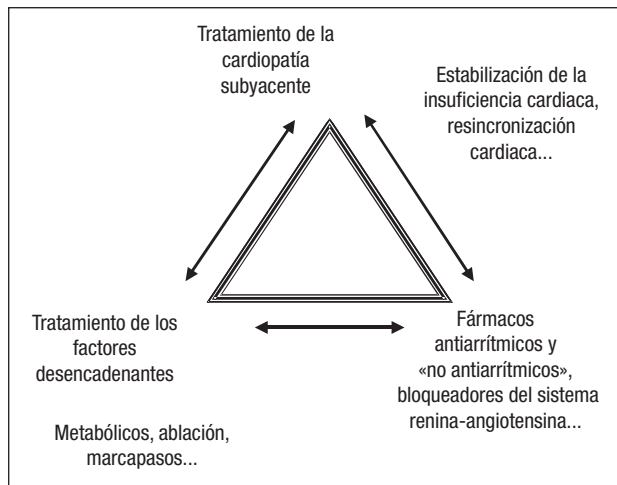 Tratamiento de la
cardiopatía
subyacente
Estabilización de la
insuficiencia cardiaca,
resincronización
cardiaca...
Tratamiento de los
factores
desencadenantes
Metabólicos, ablación,
marcapasos...
Fármacos
antiarrítmicos y
«no antiarrítmicos»,
bloqueadores del sistema
renina-angiotensina...